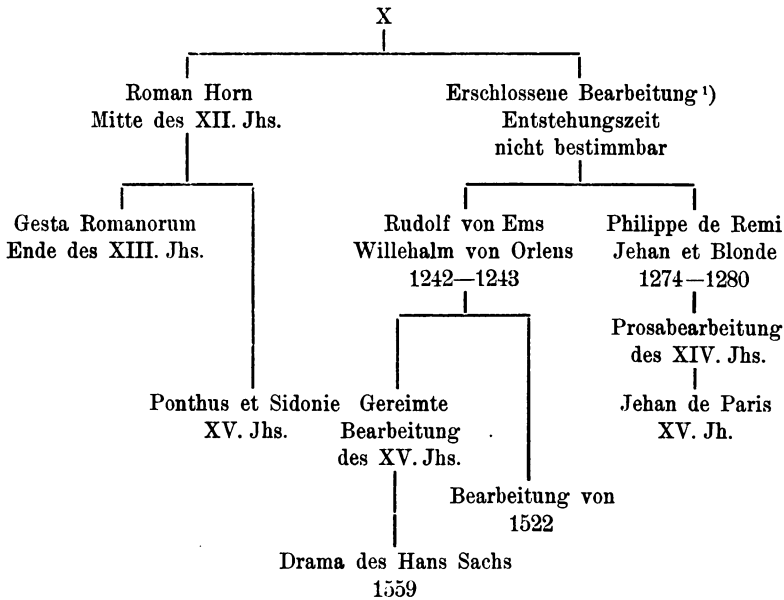 X
Roman Horn
Mitte des XII. Jhs.
Erschlossene Bearbeitung ¹)
Entstehungszeit
nicht bestimmbar
Gesta Romanorum
Ende des XIII. Jhs.
Rudolf von Ems
Willehalm von Orlens
1242—1243
Philippe de Remi
Jehan et Blonde
1274—1280
Prosabearbeitung
des XIV. Jhs.
Ponthus et Sidonie
XV. Jhs.
Gereimte
Bearbeitung
des XV. Jhs.
Jehan de Paris
XV. Jh.
Bearbeitung von
1522
Drama des Hans Sachs
1559